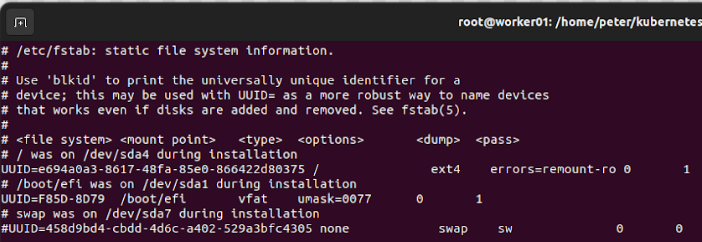 root@worker01: /home/peter/kubernetes
# /etc/fstab: static file system information.
#
# Use 'blkid' to print the universally unique identifier for a
# device; this may be used with UUID= as a more robust way to name devices
# that works even if disks are added and removed. See fstab(5).
#
# <file system> <mount point>   <type>  <options>       <dump>  <pass>
# / was on /dev/sda4 during installation
UUID=e694a0a3-8617-48fa-85e0-866422d80375 /               ext4    errors=remount-ro 0       1
# /boot/efi was on /dev/sda1 during installation
UUID=F85D-8D79  /boot/efi       vfat    umask=0077      0       1
# swap was on /dev/sda7 during installation
#UUID=458d9bd4-cbdd-4d6c-a402-529a3bfc4305 none            swap    sw              0       0